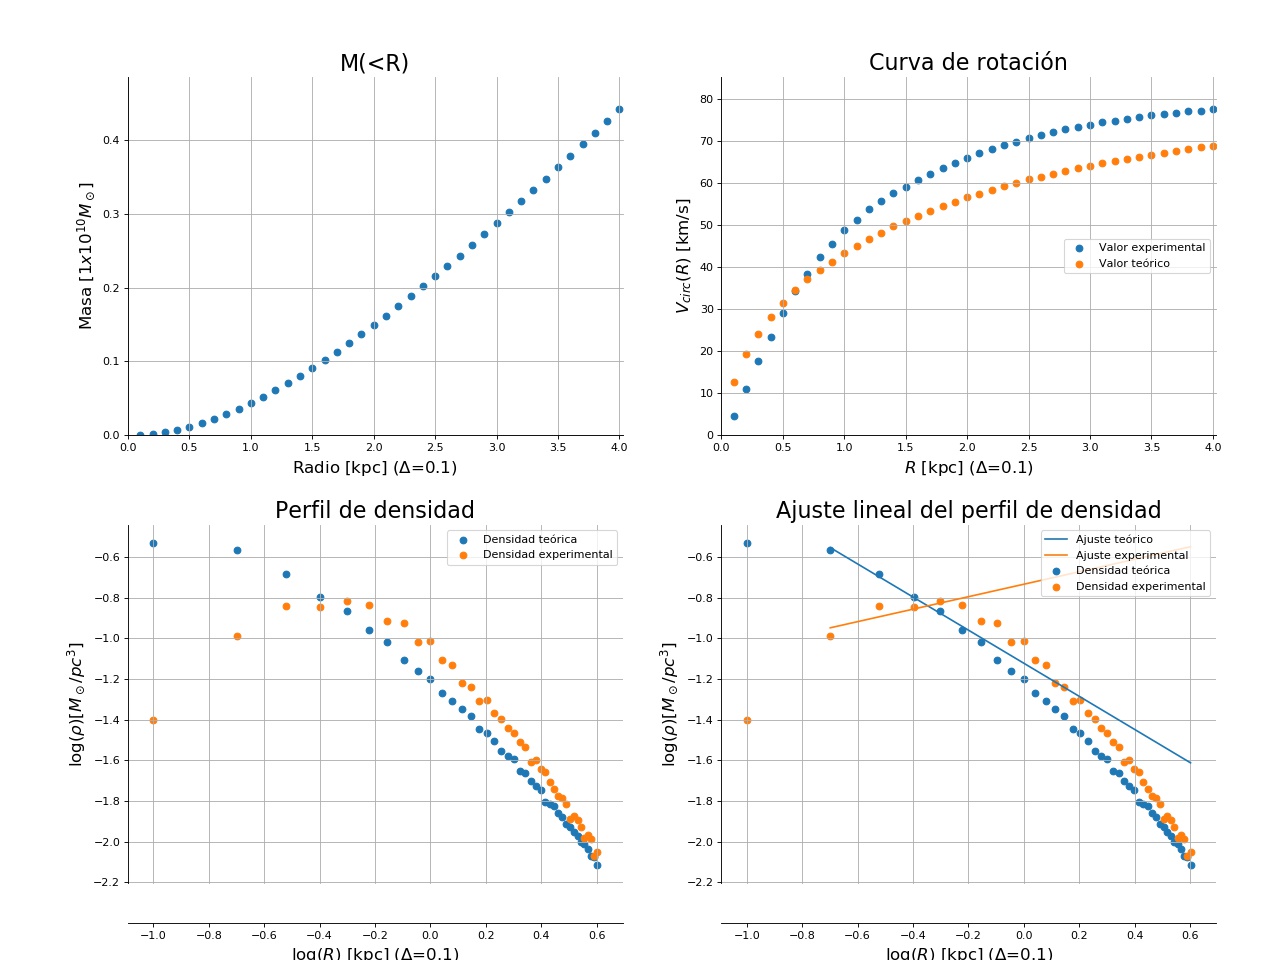 M(<R)
Masa [1x10^10 M_⊙]
0.4
0.3
0.2
0.1
0.0
0.0 0.5 1.0 1.5 2.0 2.5 3.0 3.5 4.0
Radio [kpc] (Δ=0.1)
Curva de rotación
V_circ(R) [km/s]
80
70
60
50
40
30
20
10
0
Valor experimental
Valor teórico
0.0 0.5 1.0 1.5 2.0 2.5 3.0 3.5 4.0
R [kpc] (Δ=0.1)
Perfil de densidad
log(ρ)[M_⊙/pc^3]
−0.6
−0.8
−1.0
−1.2
−1.4
−1.6
−1.8
−2.0
−2.2
Densidad teórica
Densidad experimental
−1.0 −0.8 −0.6 −0.4 −0.2 0.0 0.2 0.4 0.6
log(R) [kpc] (Δ=0.1)
Ajuste lineal del perfil de densidad
log(ρ)[M_⊙/pc^3]
−0.6
−0.8
−1.0
−1.2
−1.4
−1.6
−1.8
−2.0
−2.2
Ajuste teórico
Ajuste experimental
Densidad teórica
Densidad experimental
−1.0 −0.8 −0.6 −0.4 −0.2 0.0 0.2 0.4 0.6
log(R) [kpc] (Δ=0.1)